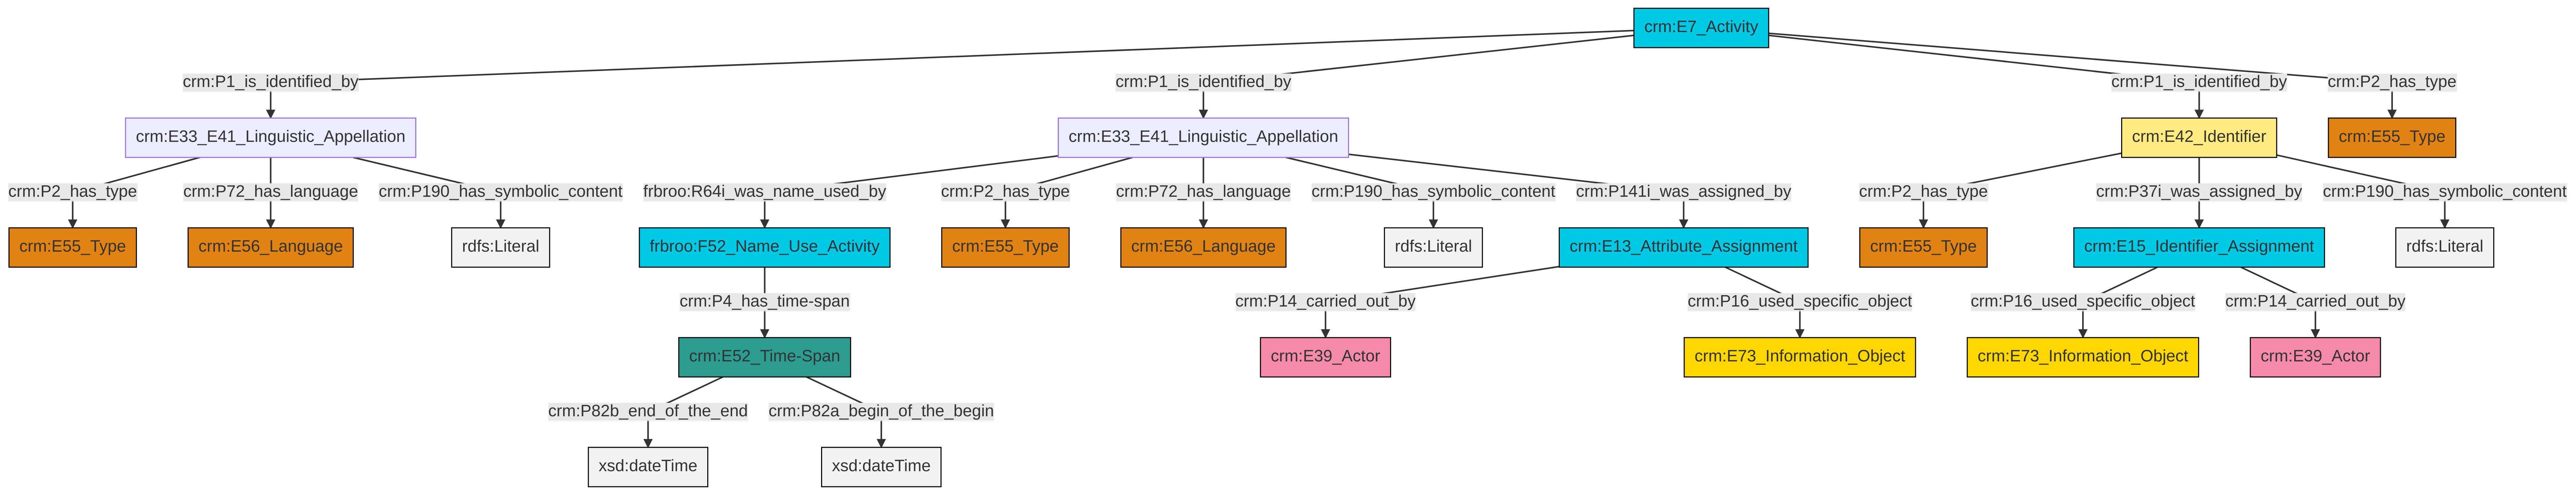 crm:E7_Activity
crm:P1_is_identified_by
crm:P1_is_identified_by
crm:P1_is_identified_by
crm:P2_has_type
crm:E33_E41_Linguistic_Appellation
crm:E33_E41_Linguistic_Appellation
crm:E42_Identifier
crm:E55_Type
crm:P2_has_type
crm:P72_has_language
crm:P190_has_symbolic_content
frbroo:R64i_was_name_used_by
crm:P2_has_type
crm:P72_has_language
crm:P190_has_symbolic_content
crm:P141i_was_assigned_by
crm:P2_has_type
crm:P37i_was_assigned_by
crm:P190_has_symbolic_content
crm:E55_Type
crm:E56_Language
rdfs:Literal
frbroo:F52_Name_Use_Activity
crm:E55_Type
crm:E56_Language
rdfs:Literal
crm:E13_Attribute_Assignment
crm:E55_Type
crm:E15_Identifier_Assignment
rdfs:Literal
crm:P4_has_time-span
crm:P14_carried_out_by
crm:P16_used_specific_object
crm:P16_used_specific_object
crm:P14_carried_out_by
crm:E52_Time-Span
crm:E39_Actor
crm:E73_Information_Object
crm:E73_Information_Object
crm:E39_Actor
crm:P82b_end_of_the_end
crm:P82a_begin_of_the_begin
xsd:dateTime
xsd:dateTime